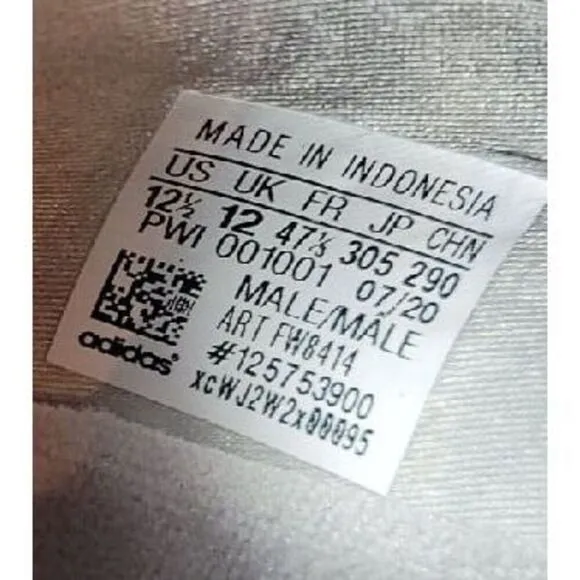 MADE IN INDONESIA
US UK FR JP CHN
12½ 12 47⅓ 305 290
PWI 001001 07/20
MALE/MALE
ART FW8414
#125753900
xcWJ2W2x00095
adidas®